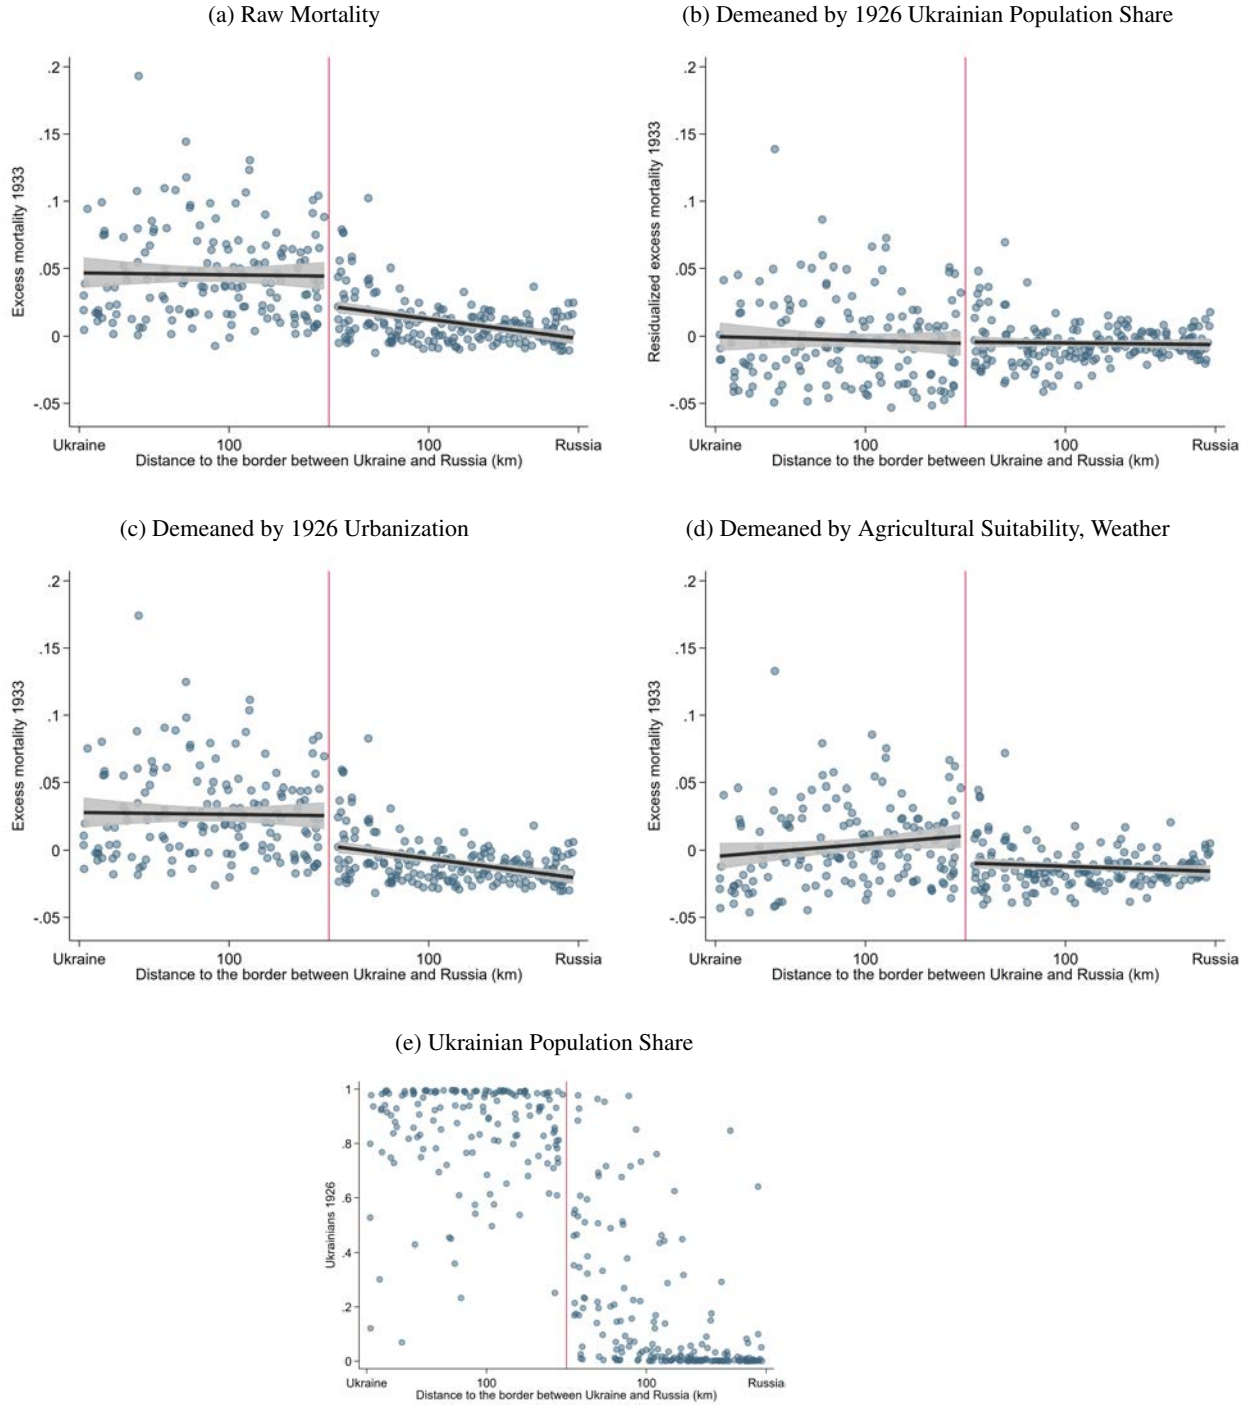 (a) Raw Mortality
Excess mortality 1933
.2
.15
.1
.05
0
-.05
Ukraine 100 100 Russia
Distance to the border between Ukraine and Russia (km)
(b) Demeaned by 1926 Ukrainian Population Share
Residualized excess mortality 1933
.2
.15
.1
.05
0
-.05
Ukraine 100 100 Russia
Distance to the border between Ukraine and Russia (km)
(c) Demeaned by 1926 Urbanization
Excess mortality 1933
.2
.15
.1
.05
0
-.05
Ukraine 100 100 Russia
Distance to the border between Ukraine and Russia (km)
(d) Demeaned by Agricultural Suitability, Weather
Excess mortality 1933
.2
.15
.1
.05
0
-.05
Ukraine 100 100 Russia
Distance to the border between Ukraine and Russia (km)
(e) Ukrainian Population Share
Ukrainians 1926
1
.8
.6
.4
.2
0
Ukraine 100 100 Russia
Distance to the border between Ukraine and Russia (km)